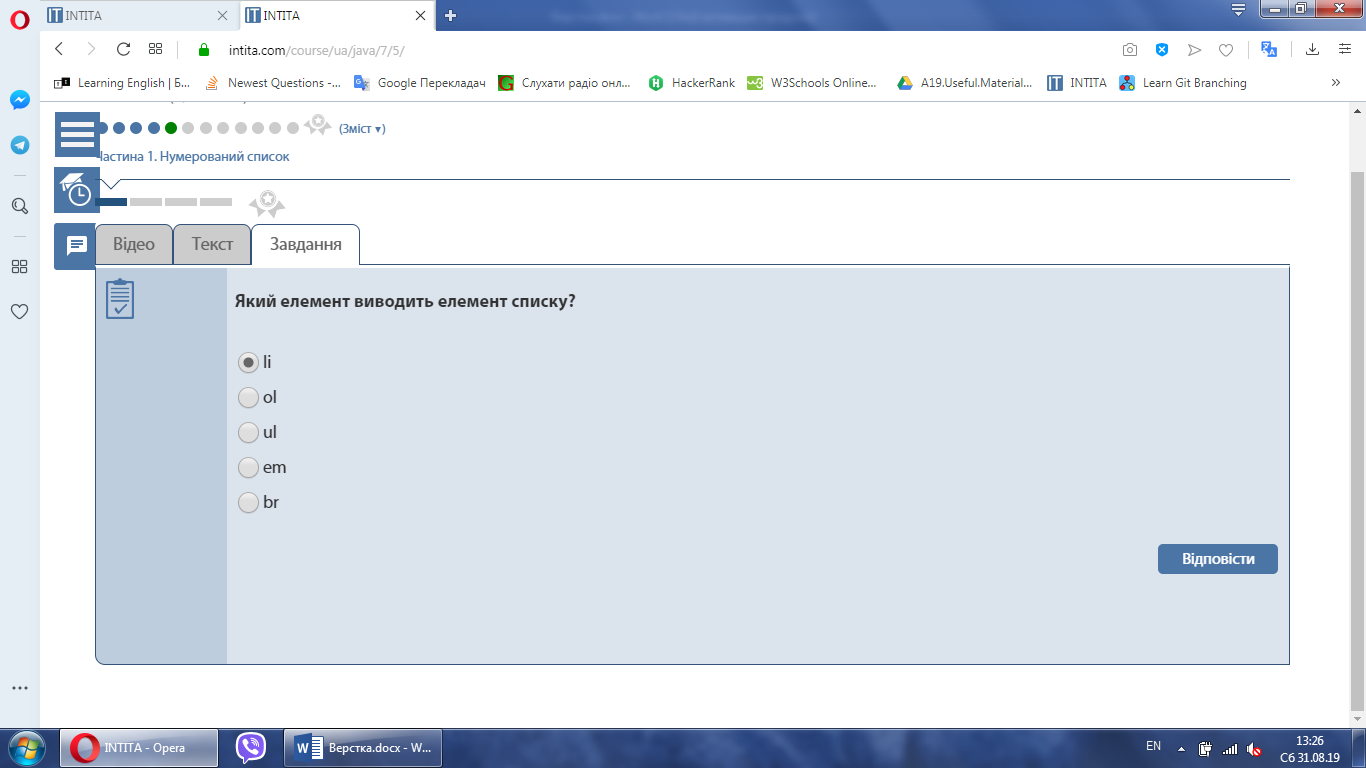 INTITA
INTITA
intita.com/course/ua/java/7/5/
Learning English | Б...
Newest Questions -...
Google Перекладач
Слухати радіо онл...
HackerRank
W3Schools Online...
A19.Useful.Material...
INTITA
Learn Git Branching
(Зміст ▾)
Частина 1. Нумерований список
Відео
Текст
Завдання
Який елемент виводить елемент списку?
li
ol
ul
em
br
Відповісти
INTITA - Opera
Верстка.docx - W...
EN
13:26
Сб 31.08.19